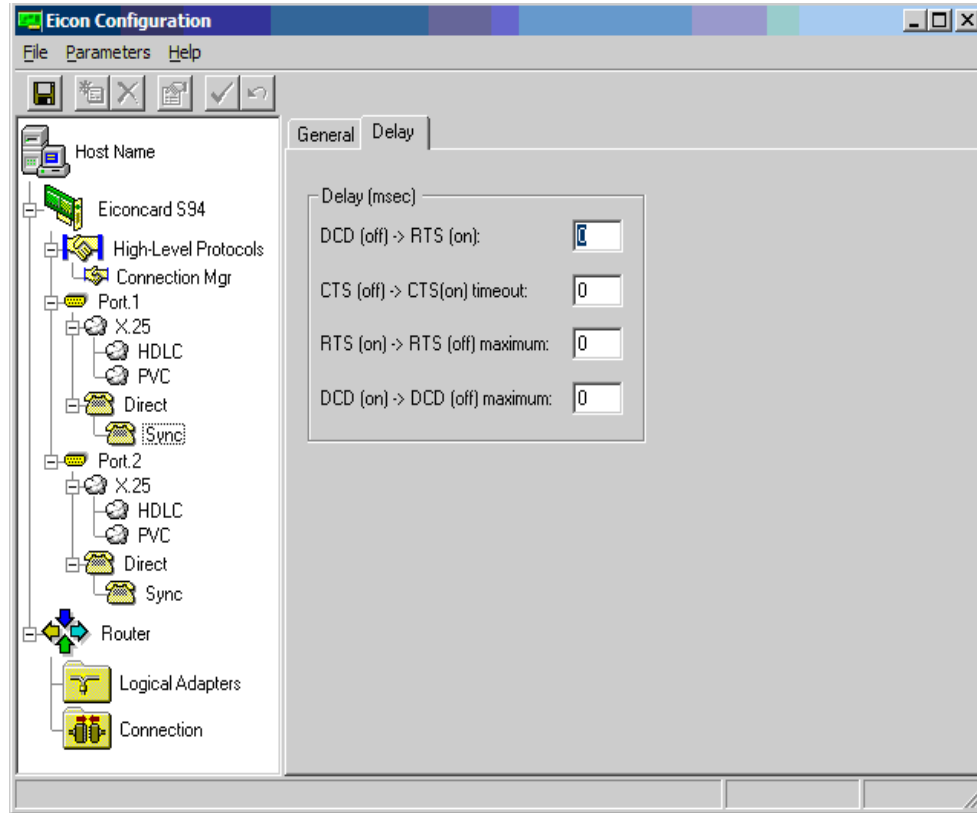 Eicon Configuration
File Parameters Help
Host Name
Eiconcard S94
High-Level Protocols
Connection Mgr
Port.1
X.25
HDLC
PVC
Direct
Sync
Port.2
X.25
HDLC
PVC
Direct
Sync
Router
Logical Adapters
Connection
General Delay
Delay (msec)
DCD (off) -> RTS (on): 0
CTS (off) -> CTS(on) timeout: 0
RTS (on) -> RTS (off) maximum: 0
DCD (on) -> DCD (off) maximum: 0